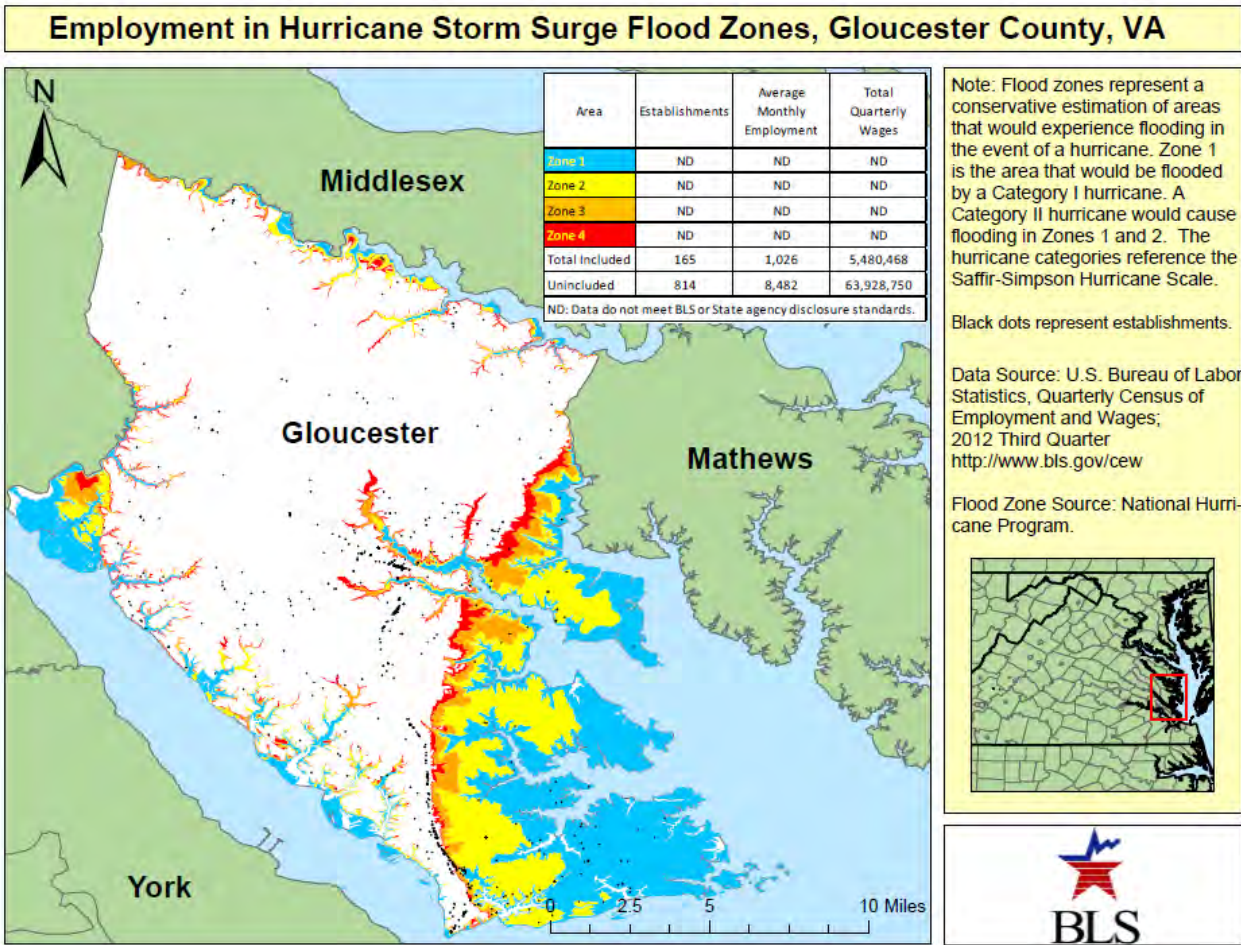 Employment in Hurricane Storm Surge Flood Zones, Gloucester County, VA
N
Area Establishments Average Monthly Employment Total Quarterly Wages
Zone 1 ND ND ND
Zone 2 ND ND ND
Zone 3 ND ND ND
Zone 4 ND ND ND
Total Included 165 1,026 5,480,468
Unincluded 814 8,482 63,928,750
ND: Data do not meet BLS or State agency disclosure standards.
Middlesex
Gloucester
Mathews
York
0 2.5 5 10 Miles
Note: Flood zones represent a
conservative estimation of areas
that would experience flooding in
the event of a hurricane. Zone 1
is the area that would be flooded
by a Category I hurricane. A
Category II hurricane would cause
flooding in Zones 1 and 2. The
hurricane categories reference the
Saffir-Simpson Hurricane Scale.
Black dots represent establishments.
Data Source: U.S. Bureau of Labor
Statistics, Quarterly Census of
Employment and Wages;
2012 Third Quarter
http://www.bls.gov/cew
Flood Zone Source: National Hurri-
cane Program.
BLS